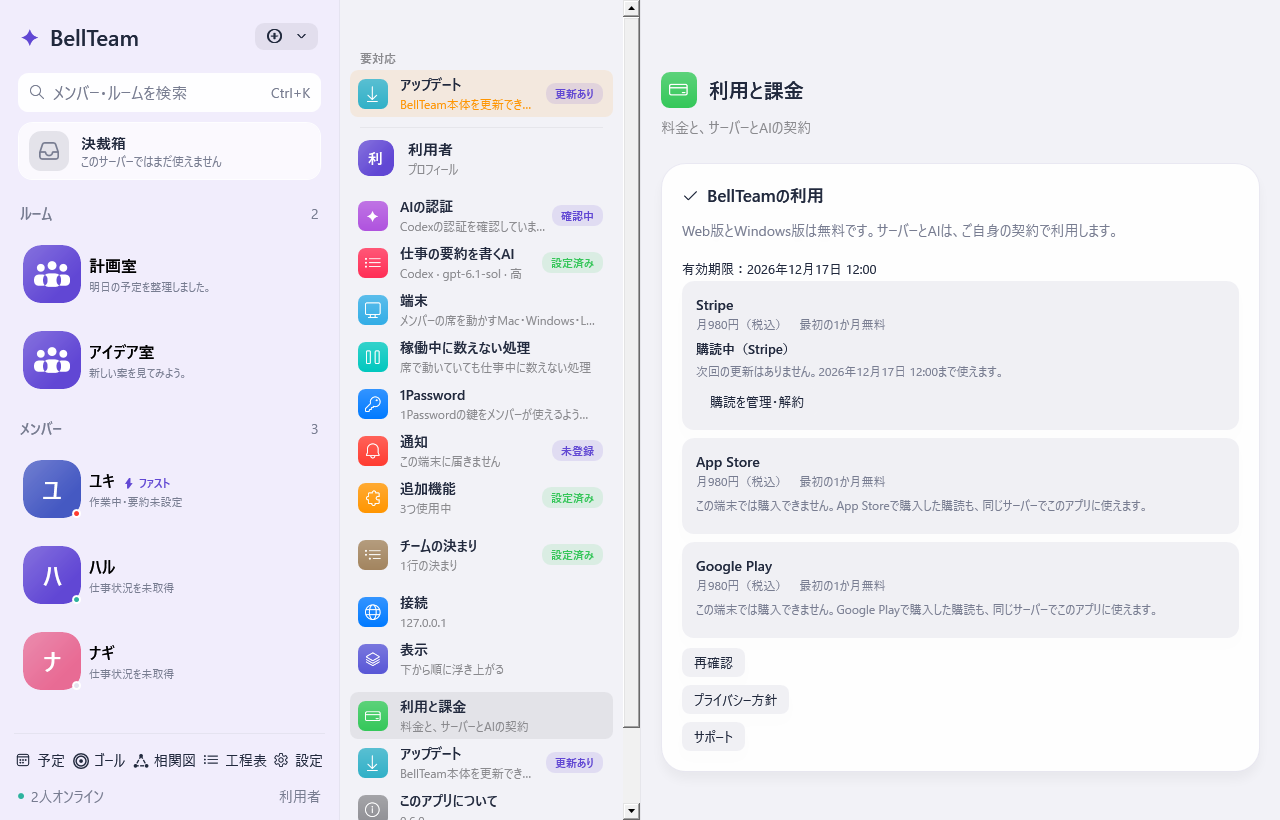 BellTeam
メンバー・ルームを検索 Ctrl+K
決裁箱
このサーバーではまだ使えません
ルーム 2
計画室
明日の予定を整理しました。
アイデア室
新しい案を見てみよう。
メンバー 3
ユ
ユキ ファスト
作業中・要約未設定
ハ
ハル
仕事状況を未取得
ナ
ナギ
仕事状況を未取得
予定 ゴール 相関図 工程表 設定
2人オンライン 利用者
要対応
アップデート
BellTeam本体を更新でき... 更新あり
利
利用者
プロフィール
AIの認証
Codexの認証を確認していま... 確認中
仕事の要約を書くAI
Codex · gpt-6.1-sol · 高 設定済み
端末
メンバーの席を動かすMac・Windows・L...
稼働中に数えない処理
席で動いていても仕事中に数えない処理
1Password
1Passwordの鍵をメンバーが使えるよう...
通知
この端末に届きません 未登録
追加機能
3つ使用中 設定済み
チームの決まり
1行の決まり 設定済み
接続
127.0.0.1
表示
下から順に浮き上がる
利用と課金
料金と、サーバーとAIの契約
アップデート
BellTeam本体を更新でき... 更新あり
このアプリについて
利用と課金
料金と、サーバーとAIの契約
BellTeamの利用
Web版とWindows版は無料です。サーバーとAIは、ご自身の契約で利用します。
有効期限：2026年12月17日 12:00
Stripe
月980円（税込） 最初の1か月無料
購読中（Stripe）
次回の更新はありません。2026年12月17日 12:00まで使えます。
購読を管理・解約
App Store
月980円（税込） 最初の1か月無料
この端末では購入できません。App Storeで購入した購読も、同じサーバーでこのアプリに使えます。
Google Play
月980円（税込） 最初の1か月無料
この端末では購入できません。Google Playで購入した購読も、同じサーバーでこのアプリに使えます。
再確認
プライバシー方針
サポート